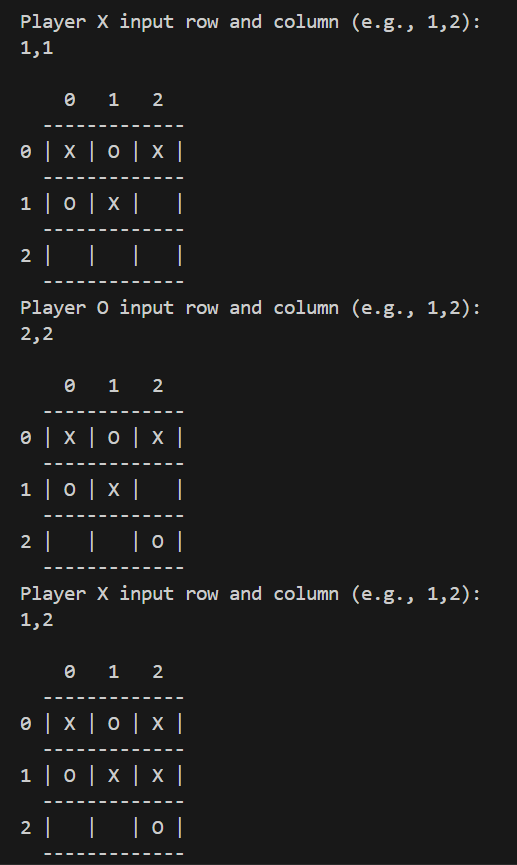 Player X input row and column (e.g., 1,2):
1,1
    0   1   2
  -------------
0 | X | O | X |
  -------------
1 | O | X |   |
  -------------
2 |   |   |   |
  -------------
Player O input row and column (e.g., 1,2):
2,2
    0   1   2
  -------------
0 | X | O | X |
  -------------
1 | O | X |   |
  -------------
2 |   |   | O |
  -------------
Player X input row and column (e.g., 1,2):
1,2
    0   1   2
  -------------
0 | X | O | X |
  -------------
1 | O | X | X |
  -------------
2 |   |   | O |
  -------------